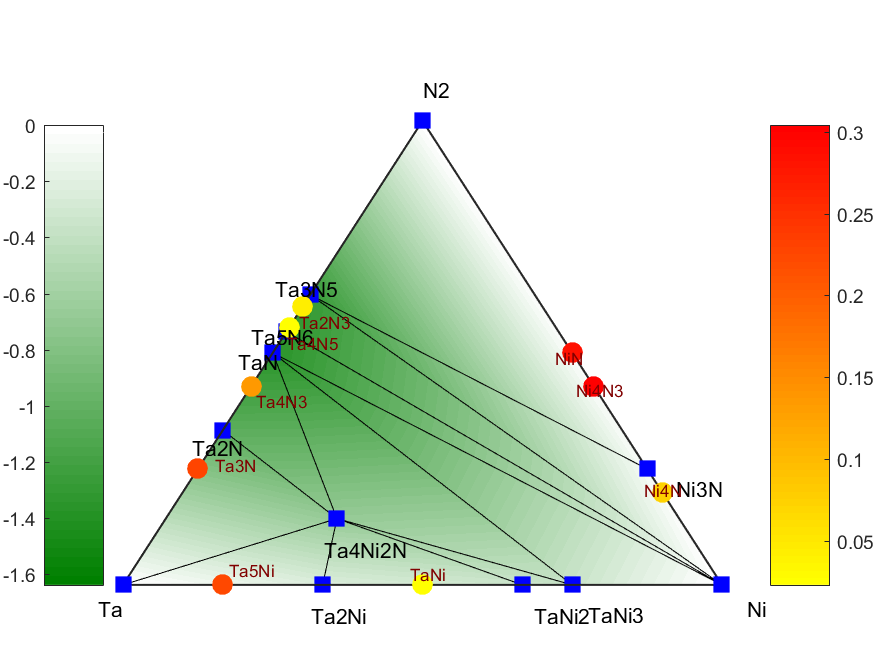 N2
0
-0.2
-0.4
-0.6
-0.8
-1
-1.2
-1.4
-1.6
0.3
0.25
0.2
0.15
0.1
0.05
Ta3N5
Ta2N3
Ta5N6
Ta4N5
TaN
Ta4N3
NiN
Ni4N3
Ta2N
Ta3N
Ni4N
Ni3N
Ta4Ni2N
Ta5Ni
TaNi
Ta
Ta2Ni
TaNi2
TaNi3
Ni